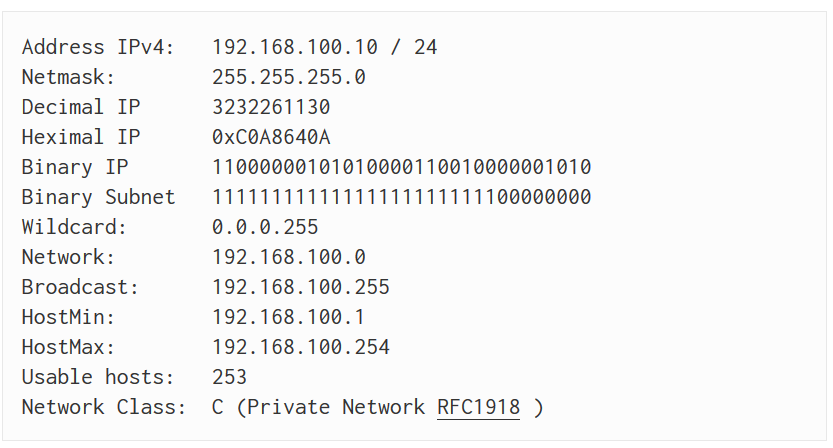 Address IPv4: 192.168.100.10 / 24
Netmask: 255.255.255.0
Decimal IP 3232261130
Heximal IP 0xC0A8640A
Binary IP 11000000101010000110010000001010
Binary Subnet 11111111111111111111111100000000
Wildcard: 0.0.0.255
Network: 192.168.100.0
Broadcast: 192.168.100.255
HostMin: 192.168.100.1
HostMax: 192.168.100.254
Usable hosts: 253
Network Class: C (Private Network RFC1918 )